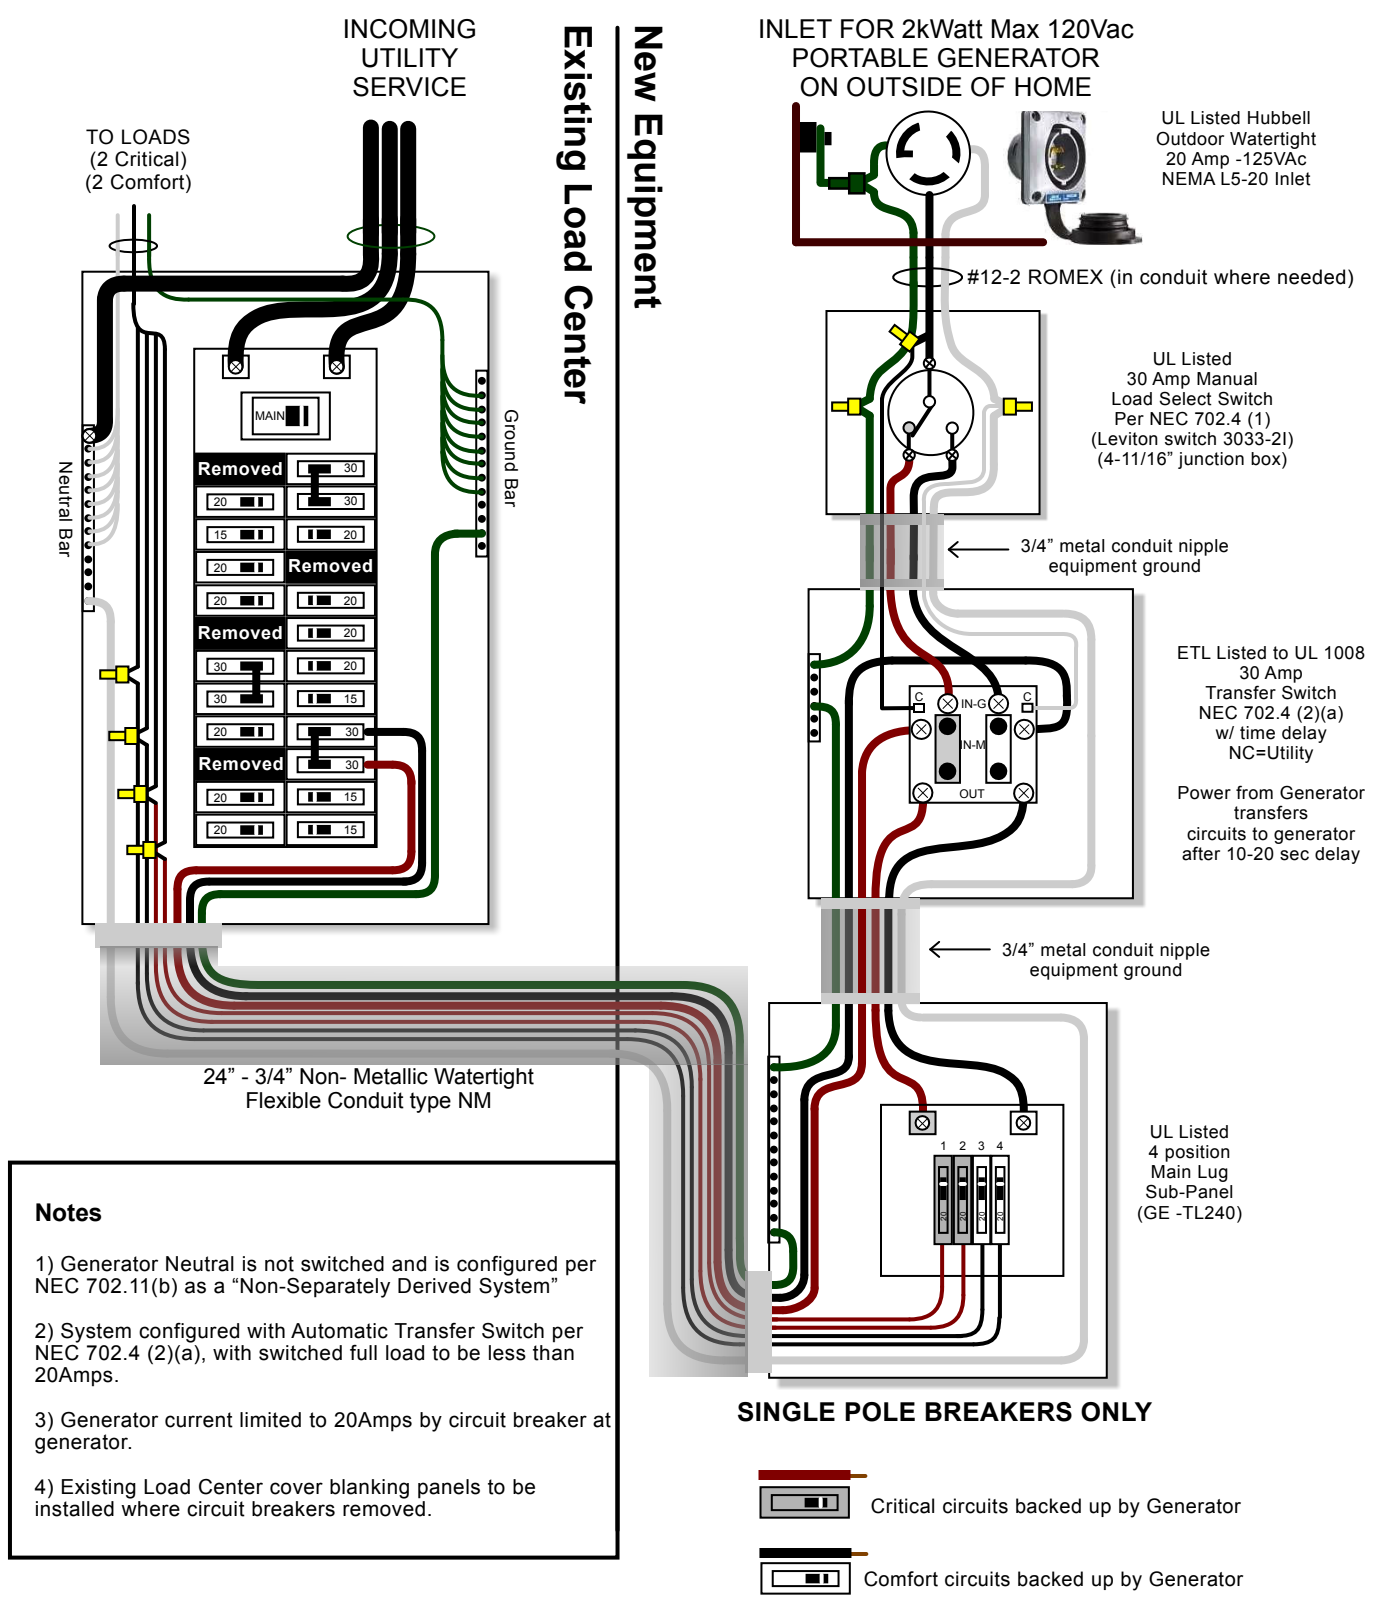 INCOMING
UTILITY
SERVICE
TO LOADS
(2 Critical)
(2 Comfort)
Existing Load Center
New Equipment
INLET FOR 2kWatt Max 120Vac
PORTABLE GENERATOR
ON OUTSIDE OF HOME
UL Listed Hubbell
Outdoor Watertight
20 Amp -125VAc
NEMA L5-20 Inlet
#12-2 ROMEX (in conduit where needed)
UL Listed
30 Amp Manual
Load Select Switch
Per NEC 702.4 (1)
(Leviton switch 3033-2I)
(4-11/16” junction box)
MAIN
Neutral Bar
Ground Bar
Removed 30
20 30
15 20
20 Removed
20 20
Removed 20
30 20
30 15
20 30
Removed 30
20 15
20 15
3/4” metal conduit nipple
equipment ground
C IN-G C
IN-M
OUT
ETL Listed to UL 1008
30 Amp
Transfer Switch
NEC 702.4 (2)(a)
w/ time delay
NC=Utility
Power from Generator
transfers
circuits to generator
after 10-20 sec delay
3/4” metal conduit nipple
equipment ground
24” - 3/4” Non- Metallic Watertight
Flexible Conduit type NM
1 2 3 4
20 20 20 20
UL Listed
4 position
Main Lug
Sub-Panel
(GE -TL240)
SINGLE POLE BREAKERS ONLY
Notes
1) Generator Neutral is not switched and is configured per
NEC 702.11(b) as a “Non-Separately Derived System”
2) System configured with Automatic Transfer Switch per
NEC 702.4 (2)(a), with switched full load to be less than
20Amps.
3) Generator current limited to 20Amps by circuit breaker at
generator.
4) Existing Load Center cover blanking panels to be
installed where circuit breakers removed.
Critical circuits backed up by Generator
Comfort circuits backed up by Generator